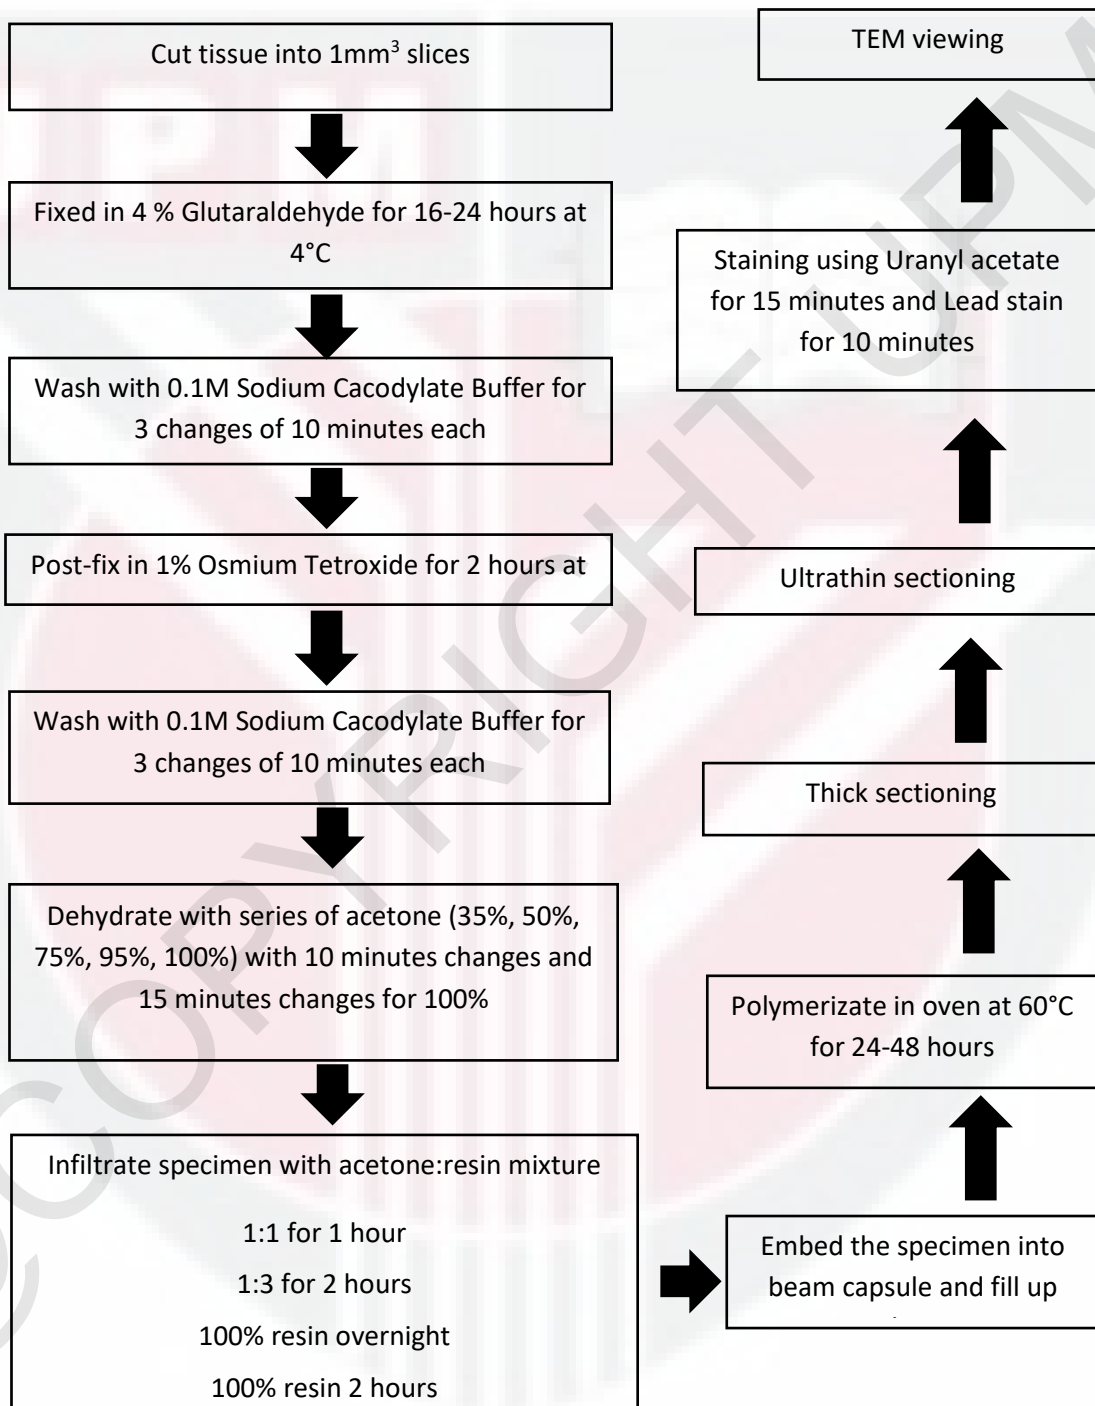 Cut tissue into 1mm³ slices
Fixed in 4 % Glutaraldehyde for 16-24 hours at
4°C
Wash with 0.1M Sodium Cacodylate Buffer for
3 changes of 10 minutes each
Post-fix in 1% Osmium Tetroxide for 2 hours at
Wash with 0.1M Sodium Cacodylate Buffer for
3 changes of 10 minutes each
Dehydrate with series of acetone (35%, 50%,
75%, 95%, 100%) with 10 minutes changes and
15 minutes changes for 100%
Infiltrate specimen with acetone:resin mixture
1:1 for 1 hour
1:3 for 2 hours
100% resin overnight
100% resin 2 hours
Embed the specimen into
beam capsule and fill up
Polymerizate in oven at 60°C
for 24-48 hours
Thick sectioning
Ultrathin sectioning
Staining using Uranyl acetate
for 15 minutes and Lead stain
for 10 minutes
TEM viewing
©COPYRIGHT UPM
UPM